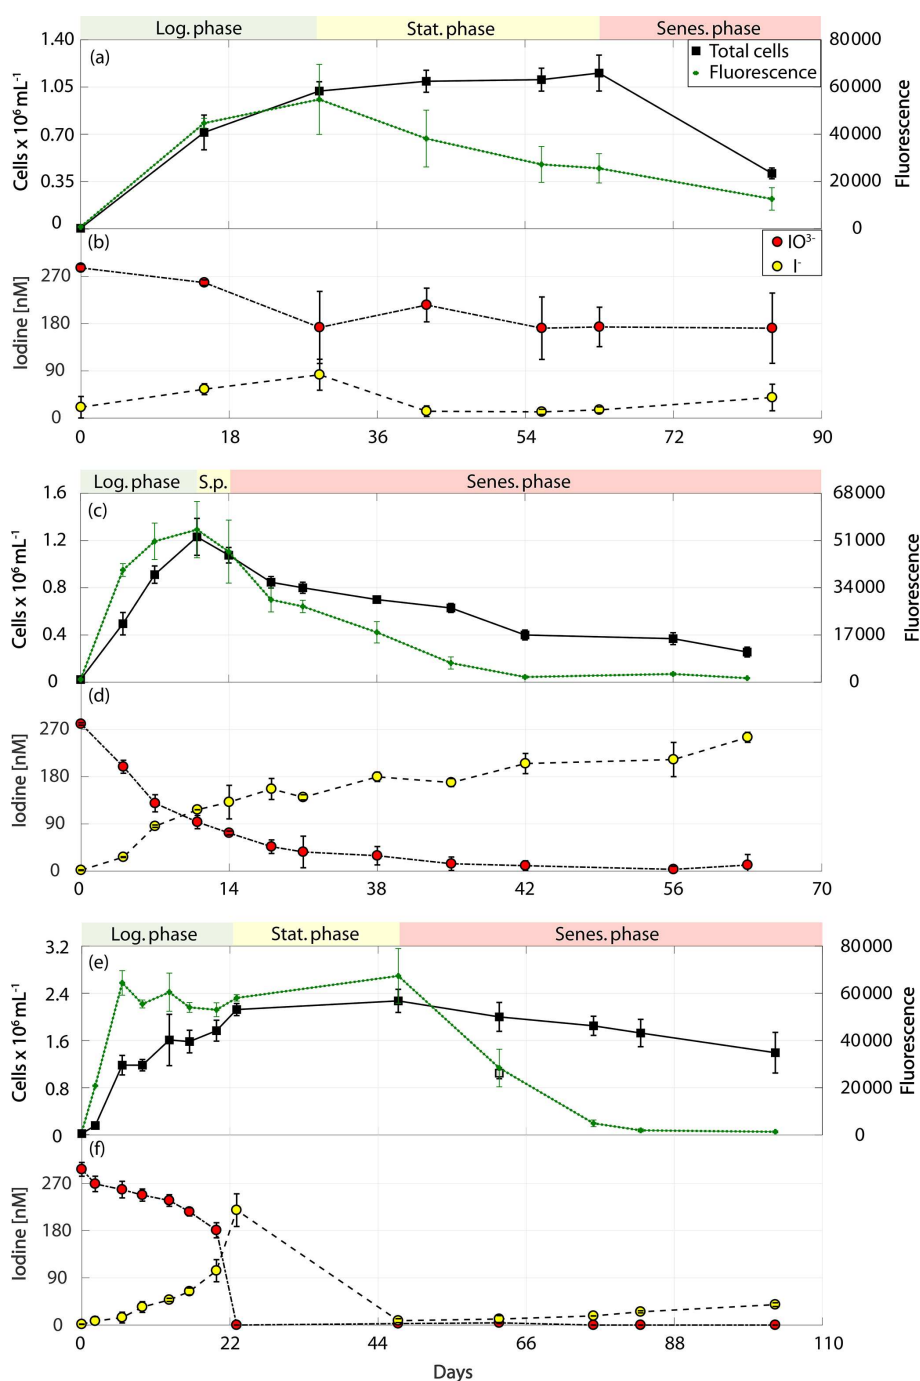 Log. phase Stat. phase Senes. phase
1.40 (a) Total cells 80000
Fluorescence
1.05 60000
0.70 40000
0.35 20000
0 0
Cells x 10⁶ mL⁻¹ Fluorescence
(b) IO³⁻
I⁻
270
180
90
0
Iodine [nM]
0 18 36 54 72 90
Log. phase S.p. Senes. phase
1.6 (c) 68000
1.2 51000
0.8 34000
0.4 17000
0 0
Cells x 10⁶ mL⁻¹ Fluorescence
(d)
270
180
90
0
Iodine [nM]
0 14 38 42 56 70
Log. phase Stat. phase Senes. phase
3.2 (e) 80000
2.4 60000
1.6 40000
0.8 20000
0 0
Cells x 10⁶ mL⁻¹ Fluorescence
(f)
270
180
90
0
Iodine [nM]
0 22 44 66 88 110
Days